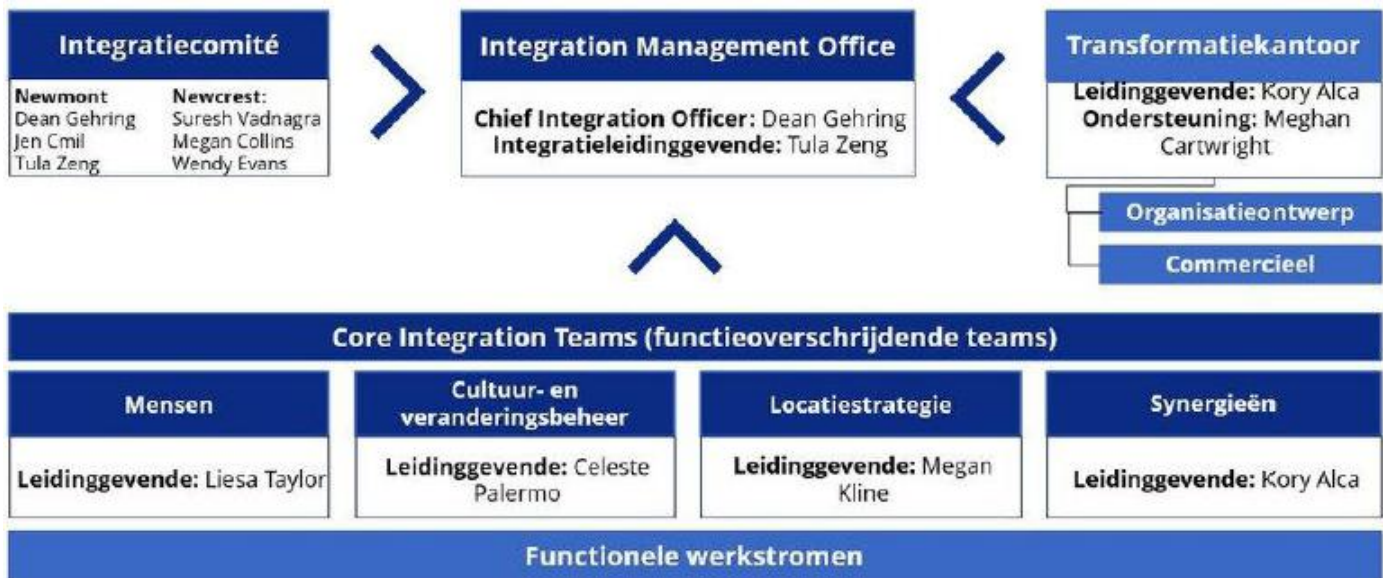 Integratiecomité
Newmont
Dean Gehring
Jen Cmil
Tula Zeng
Newcrest:
Suresh Vadnagra
Megan Collins
Wendy Evans
Integration Management Office
Chief Integration Officer: Dean Gehring
Integratieleidinggevende: Tula Zeng
Transformatiekantoor
Leidinggevende: Kory Alca
Ondersteuning: Meghan
Cartwright
Organisatieontwerp
Commercieel
Core Integration Teams (functieoverschrijdende teams)
Mensen
Leidinggevende: Liesa Taylor
Cultuur- en
veranderingsbeheer
Leidinggevende: Celeste
Palermo
Locatiestrategie
Leidinggevende: Megan
Kline
Synergieën
Leidinggevende: Kory Alca
Functionele werkstromen